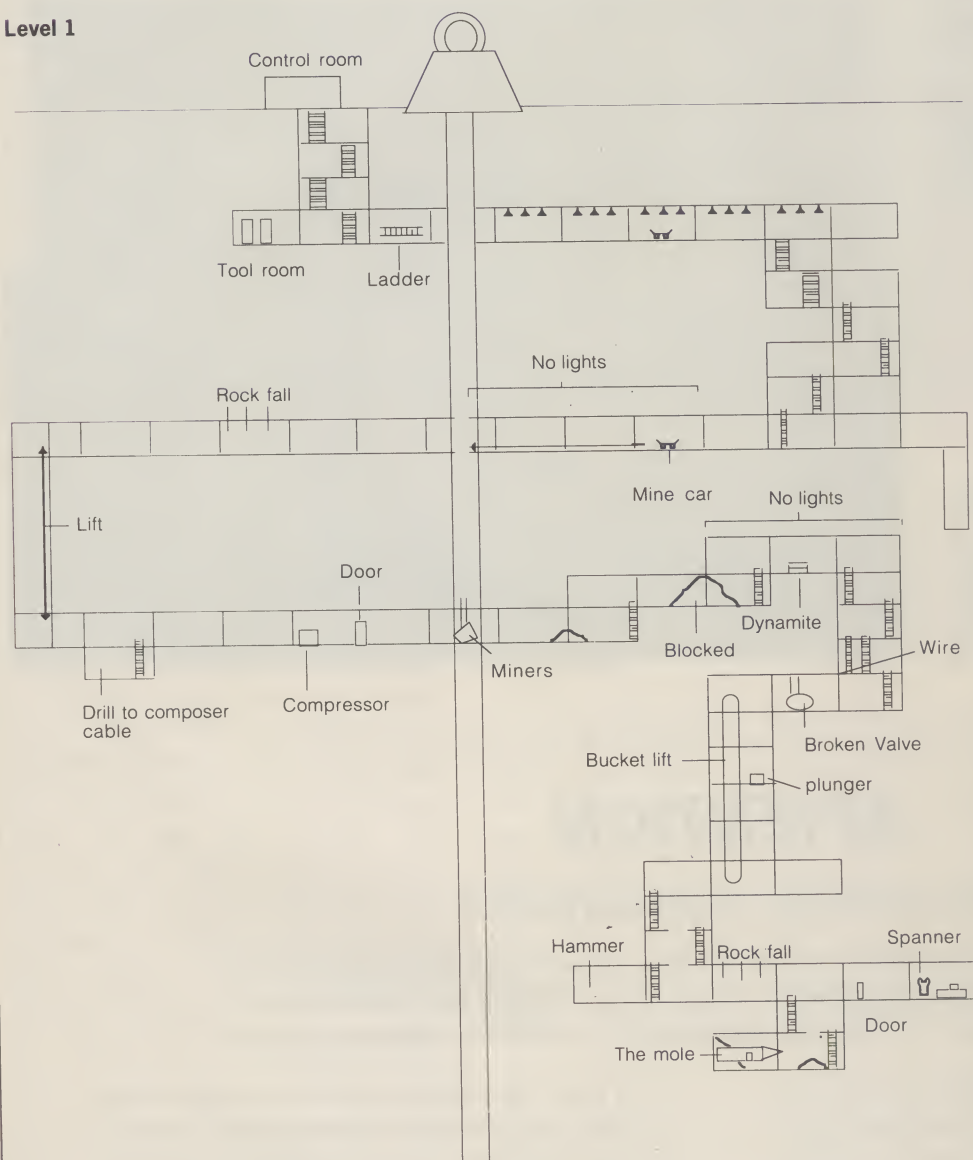 Level 1
Control room
Tool room
Ladder
No lights
Rock fall
Mine car
No lights
Lift
Door
Dynamite
Blocked
Wire
Miners
Compressor
Drill to composer
cable
Broken Valve
Bucket lift
plunger
Hammer
Rock fall
Spanner
Door
The mole